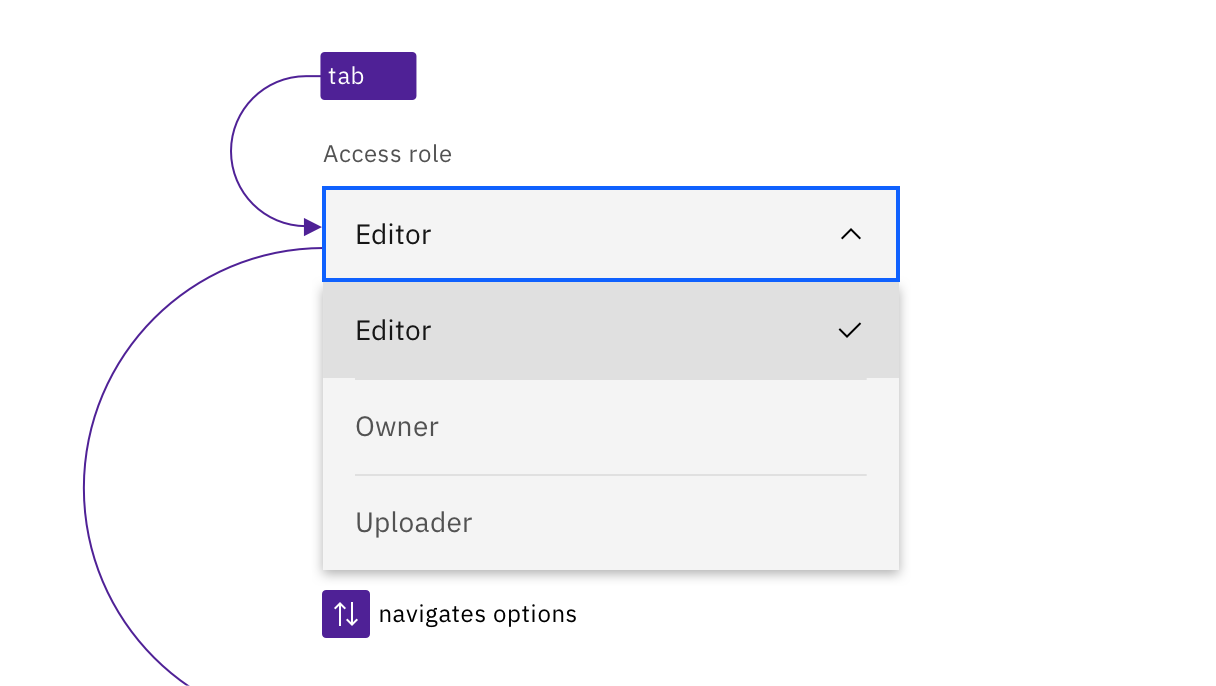 tab
Access role
Editor
Editor
Owner
Uploader
navigates options